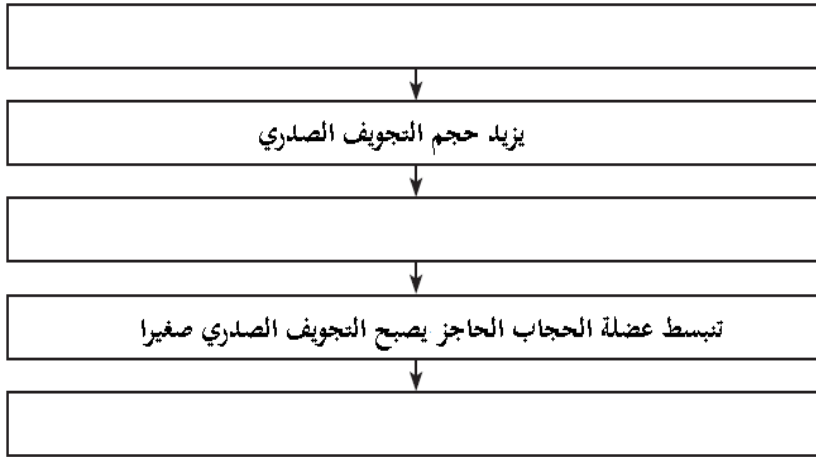 يزيد حجم التجويف الصدري
تنبسط عضلة الحجاب الحاجز يصبح التجويف الصدري صغيرا